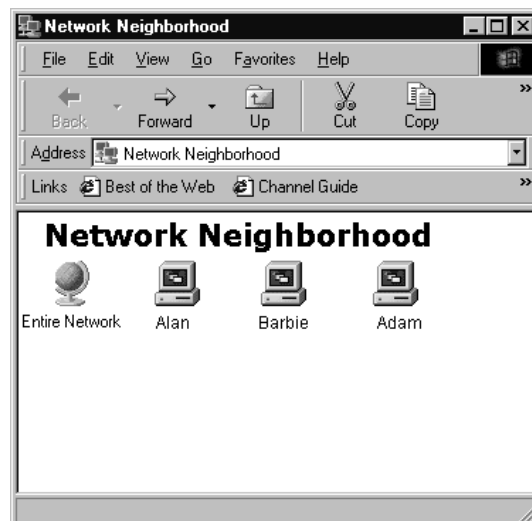 Network Neighborhood
File Edit View Go Favorites Help
Back Forward Up Cut Copy »
Address Network Neighborhood
Links Best of the Web Channel Guide »
Network Neighborhood
Entire Network Alan Barbie Adam